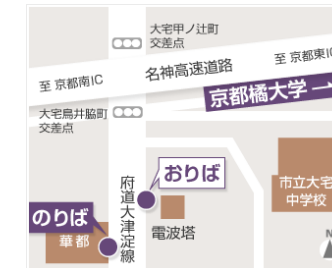 大宅甲ノ辻町
交差点
至 京都東IC
名神高速道路
至 京都南IC
京都橘大学 →
大宅鳥井脇町
交差点
おりば
市立大宅
中学校
府道大津淀線
のりば
華都
電波塔
N